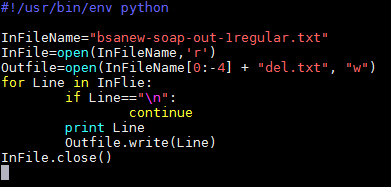 #!/usr/bin/env python

InFileName="bsanew-soap-out-1regular.txt"
InFile=open(InFileName,'r')
Outfile=open(InFileName[0:-4] + "del.txt", "w")
for Line in InFlie:
        if Line=="\n":
                continue
        print Line
        Outfile.write(Line)
InFile.close()